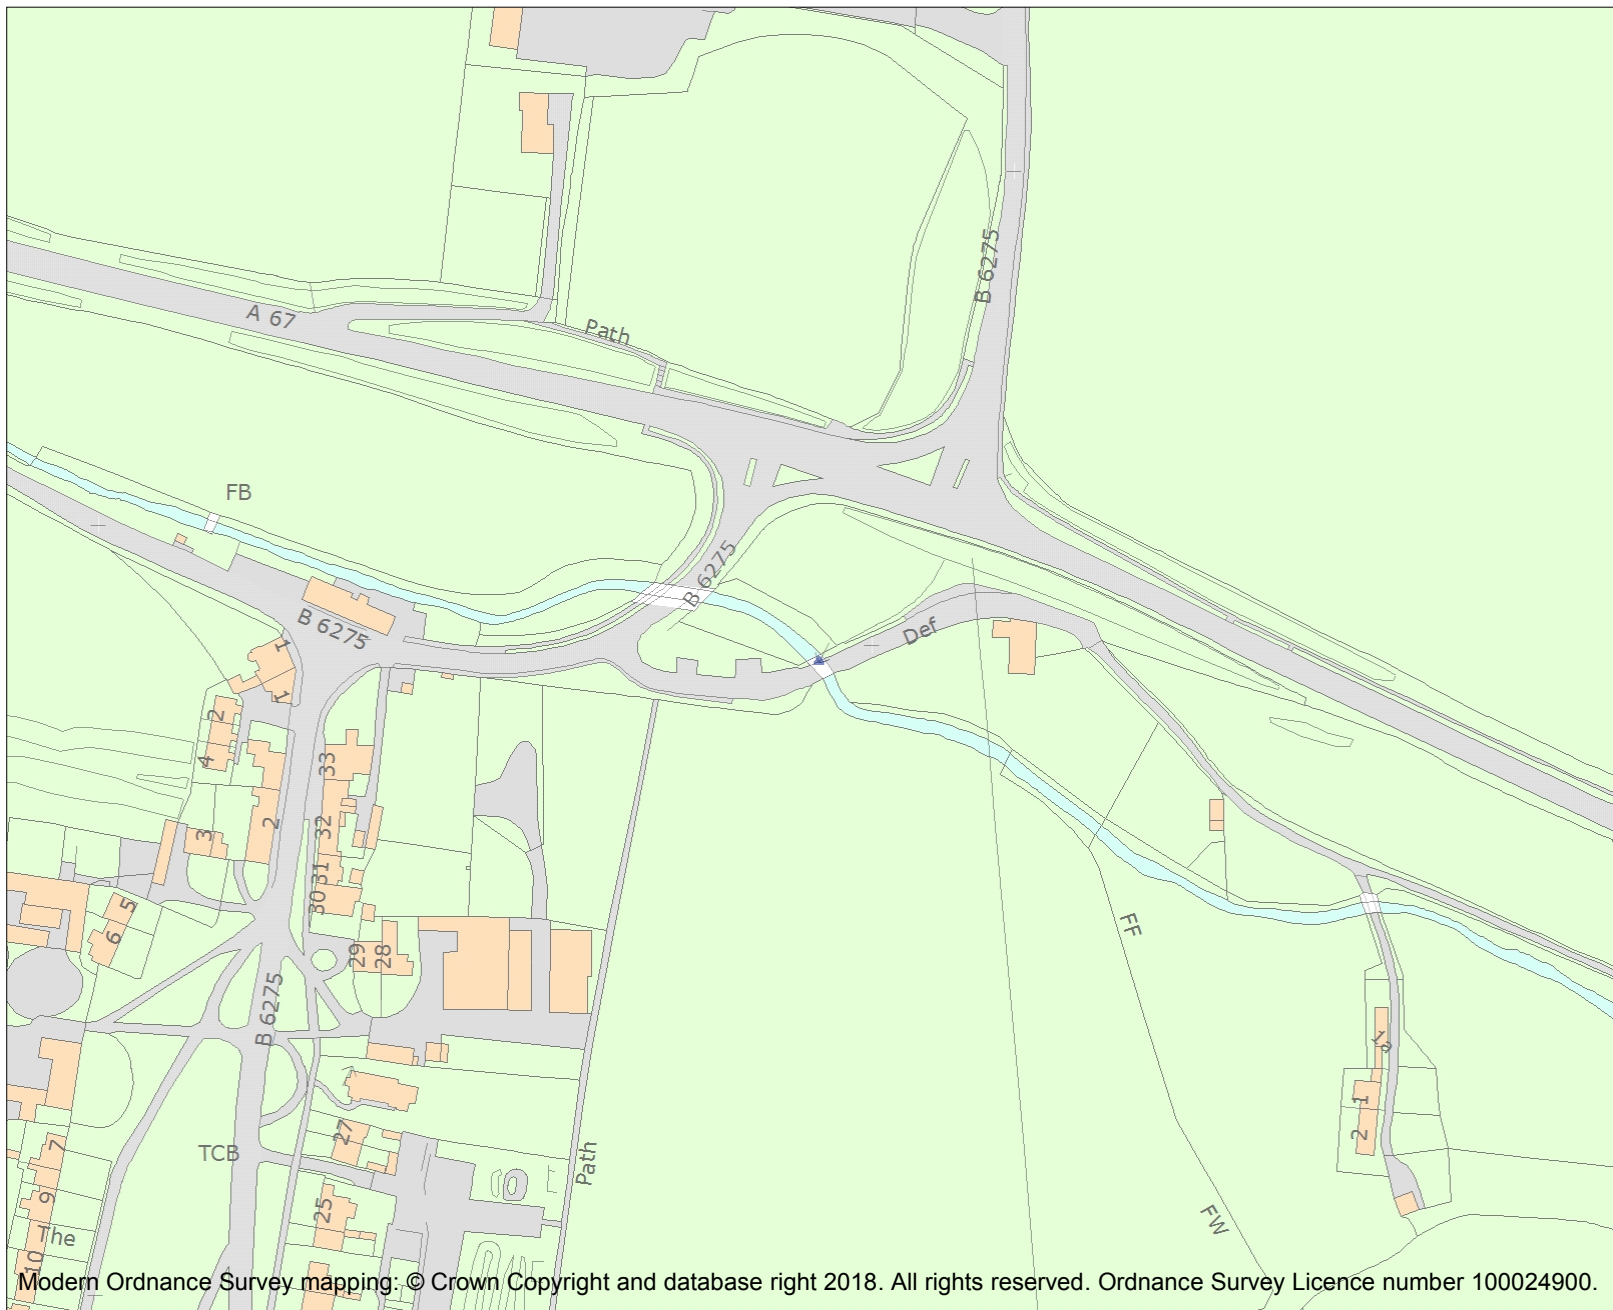 B 6275
A 67
Path
FB
B 6275
B 6275
Def
1
1
2
4
33
3
2
32
31
30
5
6
29
28
FF
B 6275
1a
1
2
27
TCB
7
Path
9
25
FW
The
10
Modern Ordnance Survey mapping: © Crown Copyright and database right 2018. All rights reserved. Ordnance Survey Licence number 100024900.